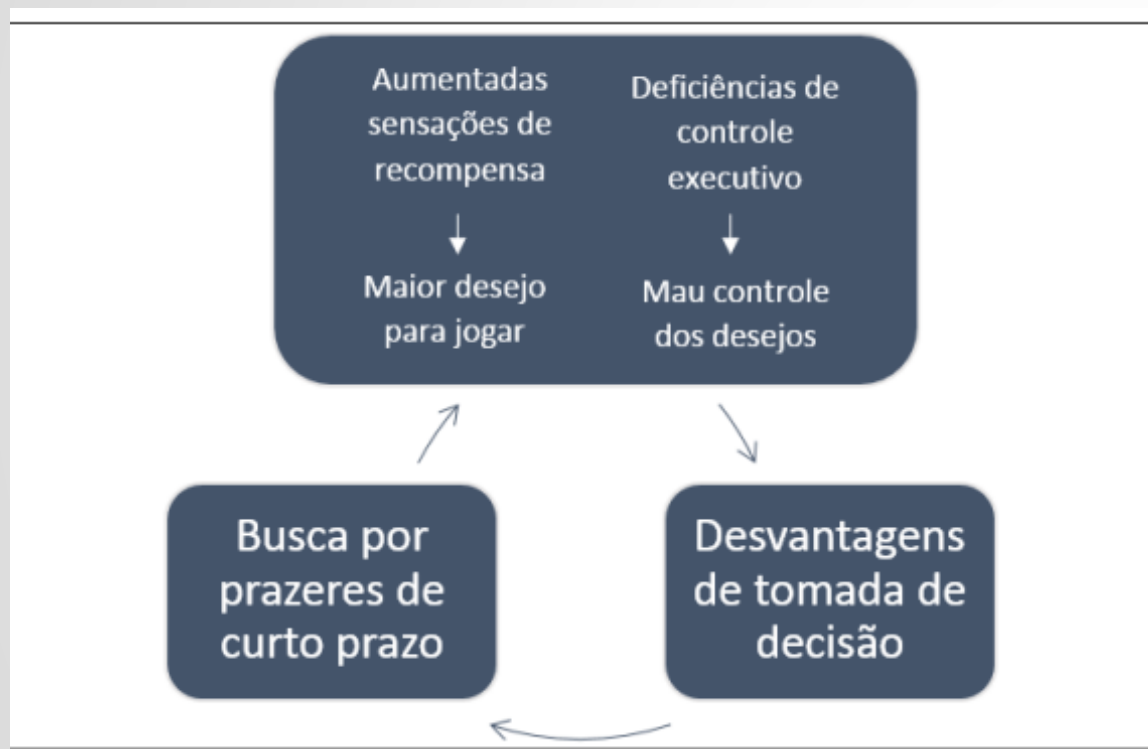 Aumentadas
sensações de
recompensa
Maior desejo
para jogar
Deficiências de
controle
executivo
Mau controle
dos desejos
Desvantagens
de tomada de
decisão
Busca por
prazeres de
curto prazo